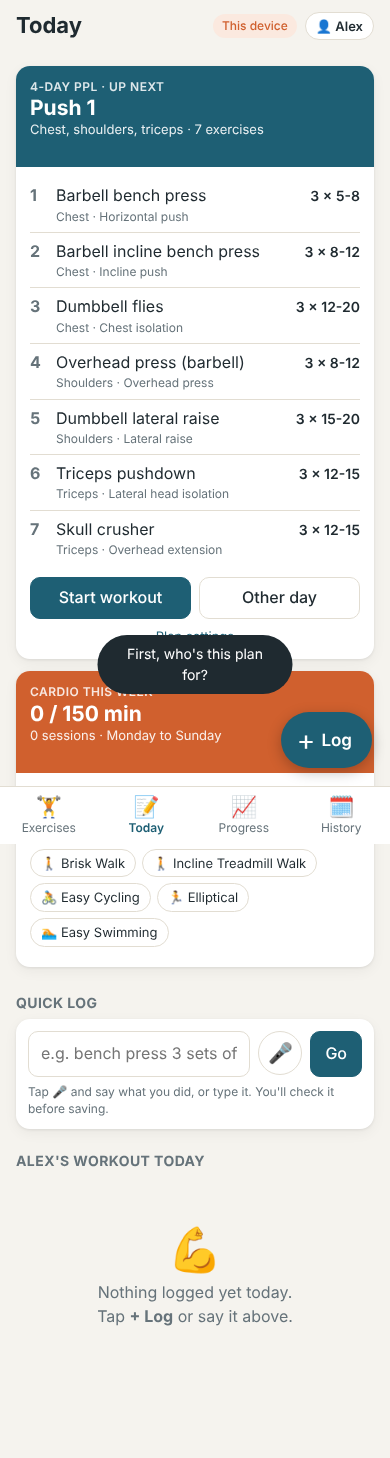 Today
This device
👤 Alex
4-DAY PPL · UP NEXT
Push 1
Chest, shoulders, triceps · 7 exercises
1 Barbell bench press 3 × 5-8
Chest · Horizontal push
2 Barbell incline bench press 3 × 8-12
Chest · Incline push
3 Dumbbell flies 3 × 12-20
Chest · Chest isolation
4 Overhead press (barbell) 3 × 8-12
Shoulders · Overhead press
5 Dumbbell lateral raise 3 × 15-20
Shoulders · Lateral raise
6 Triceps pushdown 3 × 12-15
Triceps · Lateral head isolation
7 Skull crusher 3 × 12-15
Triceps · Overhead extension
Start workout
Other day
Plan settings
First, who's this plan
for?
CARDIO THIS WEEK
0 / 150 min
0 sessions · Monday to Sunday
+ Log
Exercises
Today
Progress
History
🚶 Brisk Walk
🚶 Incline Treadmill Walk
🚴 Easy Cycling
🏃 Elliptical
🏊 Easy Swimming
QUICK LOG
e.g. bench press 3 sets of
Go
Tap 🎤 and say what you did, or type it. You'll check it
before saving.
ALEX'S WORKOUT TODAY
Nothing logged yet today.
Tap + Log or say it above.